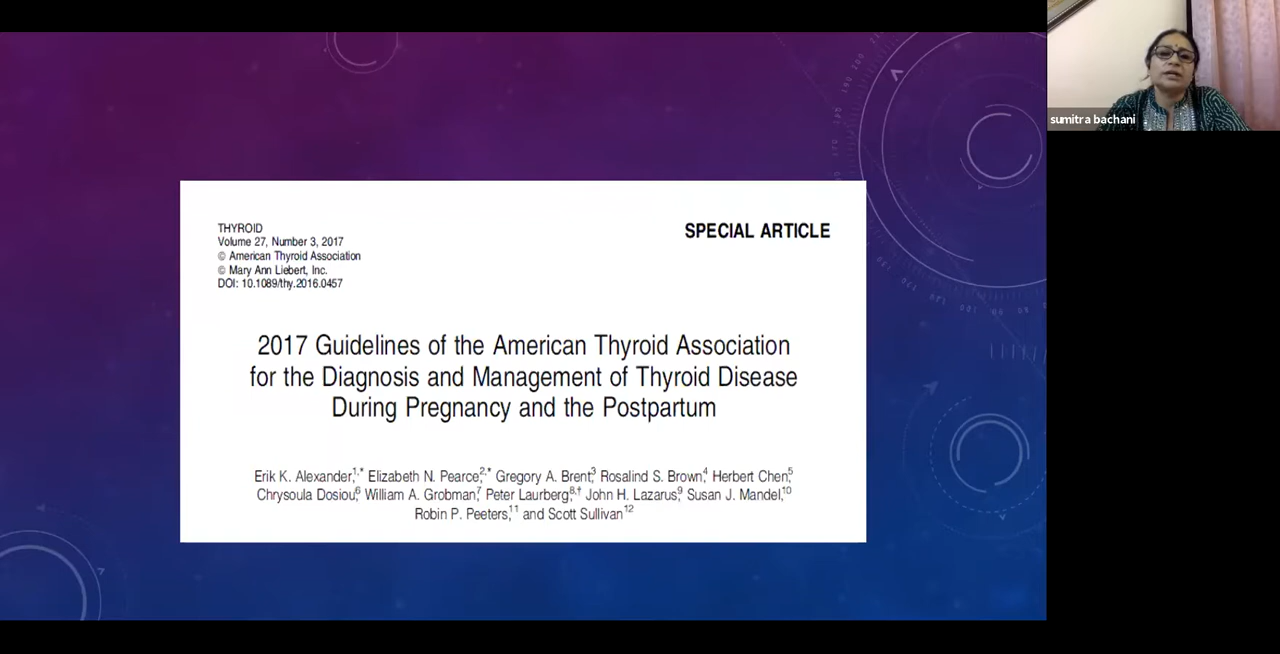 THYROID
Volume 27, Number 3, 2017
© American Thyroid Association
© Mary Ann Liebert, Inc.
DOI: 10.1089/thy.2016.0457
SPECIAL ARTICLE
2017 Guidelines of the American Thyroid Association
for the Diagnosis and Management of Thyroid Disease
During Pregnancy and the Postpartum
Erik K. Alexander,1,* Elizabeth N. Pearce,2,* Gregory A. Brent,3 Rosalind S. Brown,4 Herbert Chen,5
Chrysoula Dosiou,6 William A. Grobman,7 Peter Laurberg,8,† John H. Lazarus,9 Susan J. Mandel,10
Robin P. Peeters,11 and Scott Sullivan12
sumitra bachani